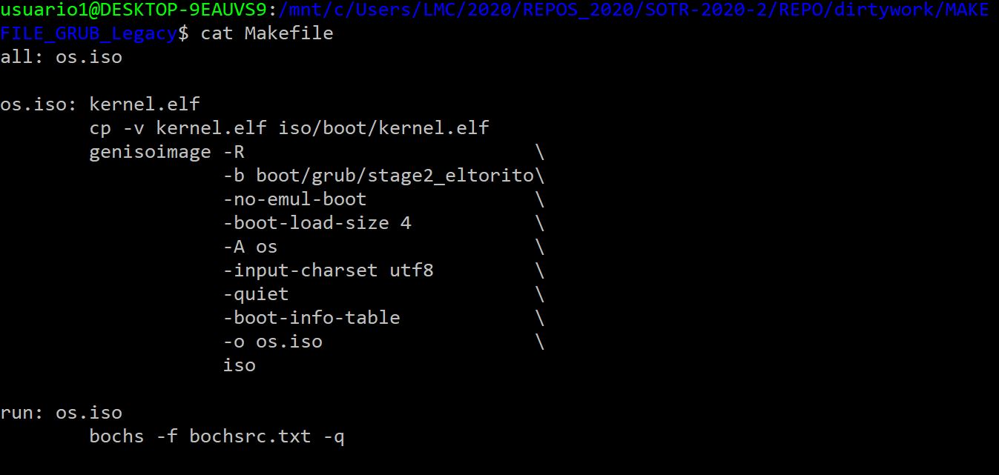 usuario1@DESKTOP-9EAUVS9:/mnt/c/Users/LMC/2020/REPOS_2020/SOTR-2020-2/REPO/dirtywork/MAKE
FILE_GRUB_Legacy$ cat Makefile
all: os.iso

os.iso: kernel.elf
        cp -v kernel.elf iso/boot/kernel.elf
        genisoimage -R                          \
                    -b boot/grub/stage2_eltorito\
                    -no-emul-boot               \
                    -boot-load-size 4           \
                    -A os                       \
                    -input-charset utf8         \
                    -quiet                      \
                    -boot-info-table            \
                    -o os.iso                   \
                    iso

run: os.iso
        bochs -f bochsrc.txt -q